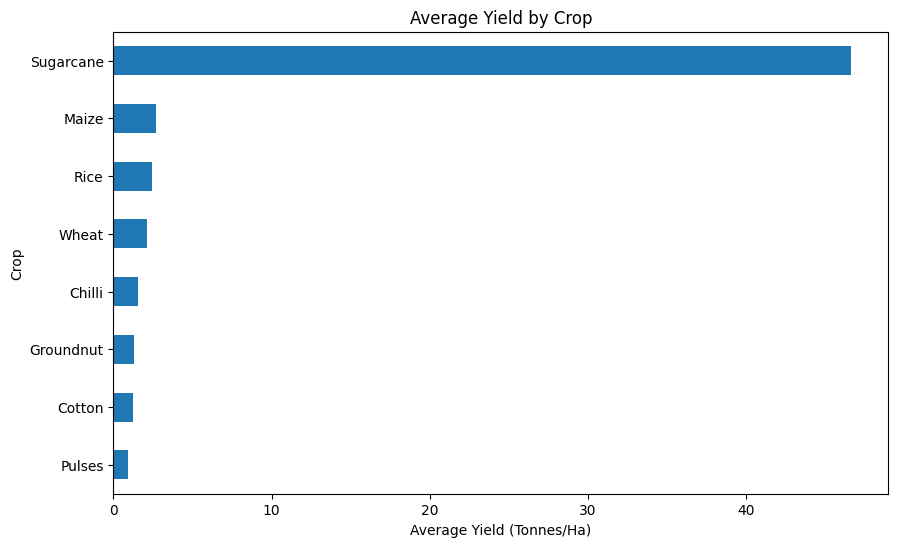 Average Yield by Crop
Sugarcane
Maize
Rice
Wheat
Chilli
Groundnut
Cotton
Pulses
Crop
0 10 20 30 40
Average Yield (Tonnes/Ha)